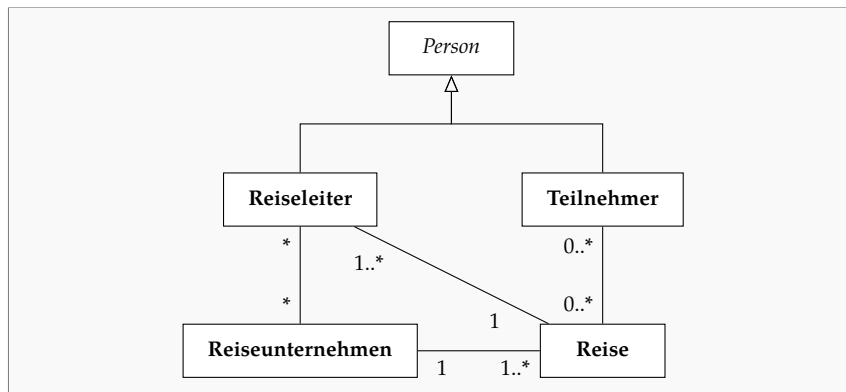 Person
Reiseleiter
Teilnehmer
*
1..*
0..*
*
1
0..*
Reiseunternehmen
1
1..*
Reise